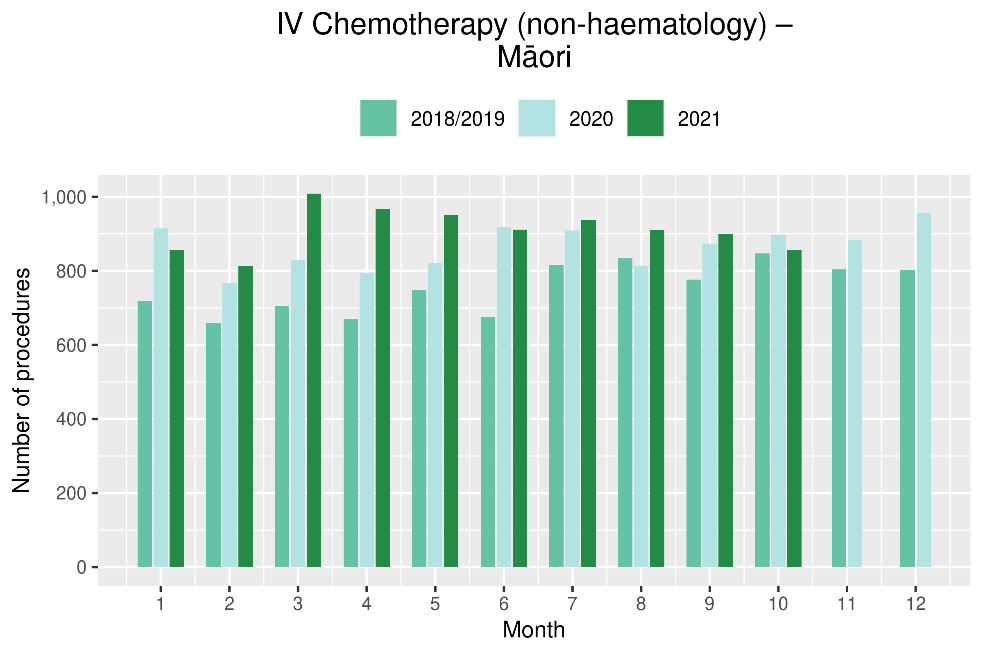 IV Chemotherapy (non-haematology) –
Māori
2018/2019 2020 2021
1,000
800
600
400
200
0
Number of procedures
1 2 3 4 5 6 7 8 9 10 11 12
Month